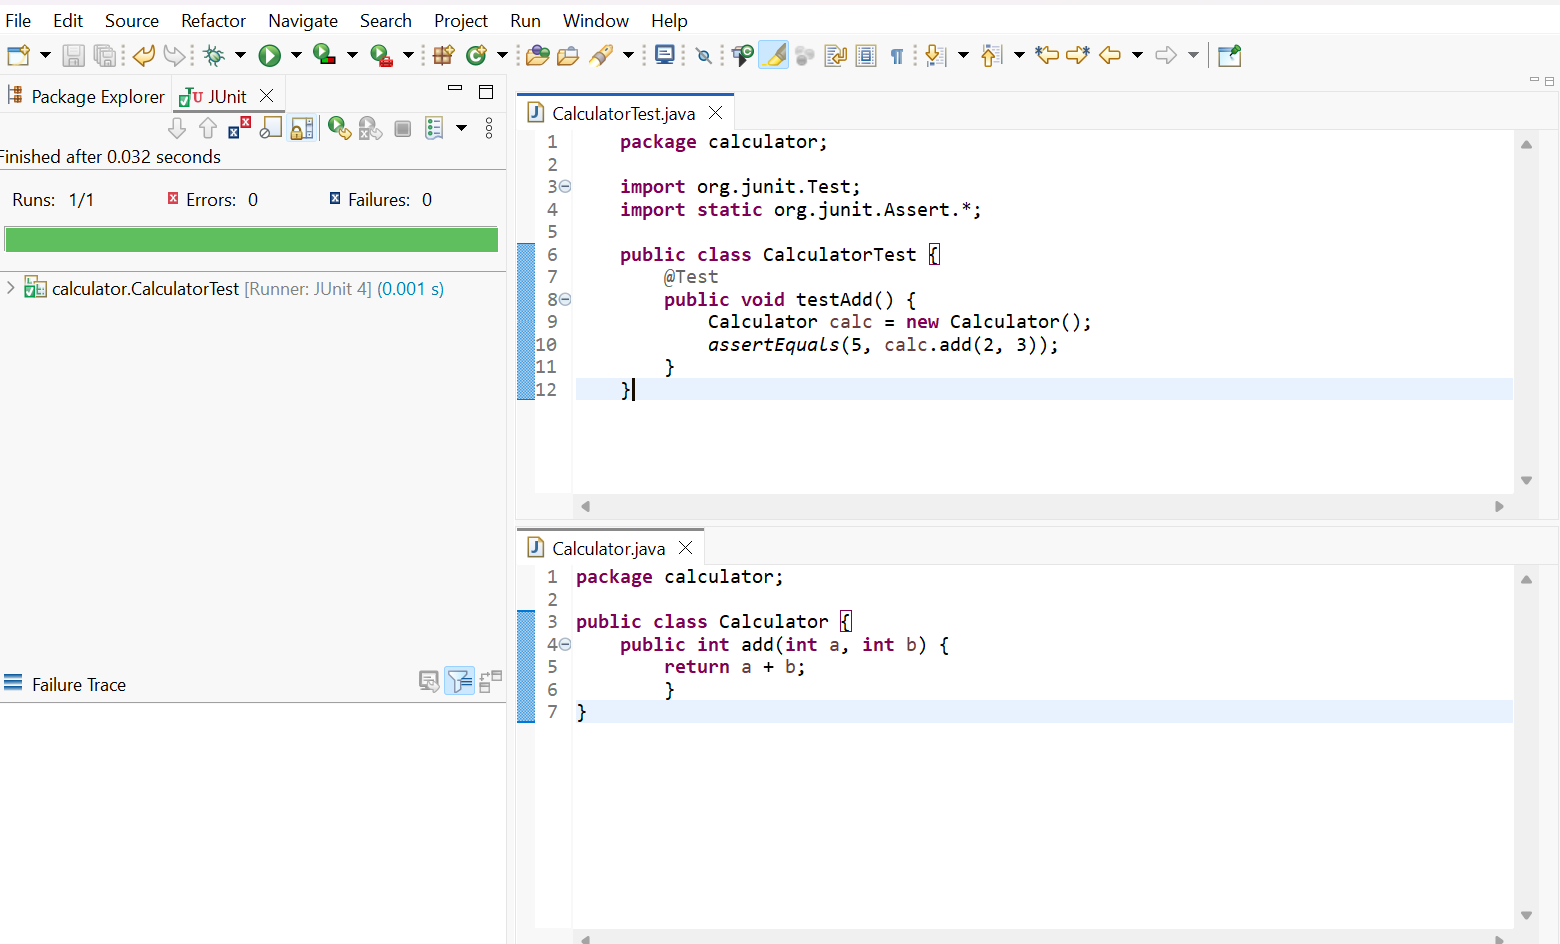 File Edit Source Refactor Navigate Search Project Run Window Help
Package Explorer JUnit
Finished after 0.032 seconds
Runs: 1/1 Errors: 0 Failures: 0
calculator.CalculatorTest [Runner: JUnit 4] (0.001 s)
Failure Trace
CalculatorTest.java
1 package calculator;
2
3 import org.junit.Test;
4 import static org.junit.Assert.*;
5
6 public class CalculatorTest {
7 @Test
8 public void testAdd() {
9 Calculator calc = new Calculator();
10 assertEquals(5, calc.add(2, 3));
11 }
12 }
Calculator.java
1 package calculator;
2
3 public class Calculator {
4 public int add(int a, int b) {
5 return a + b;
6 }
7 }